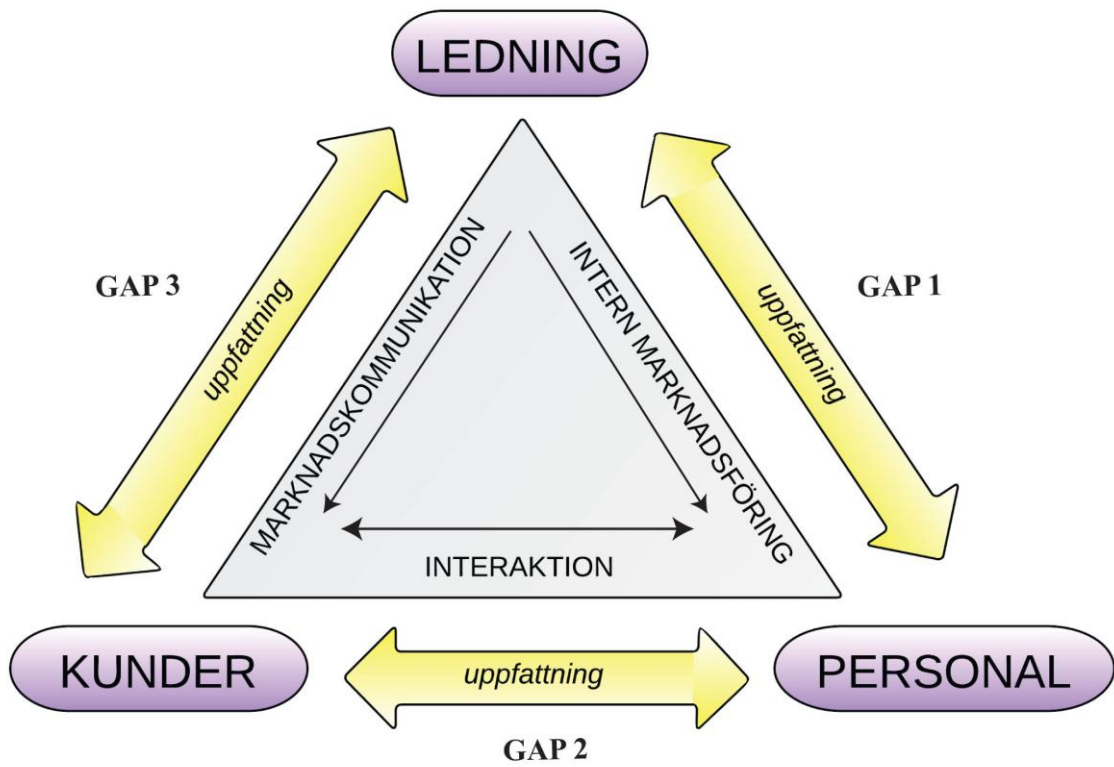 LEDNING
GAP 3
uppfattning
MARKNADSKOMMUNIKATION
INTERN MARKNADSFÖRING
uppfattning
GAP 1
INTERAKTION
KUNDER
uppfattning
PERSONAL
GAP 2